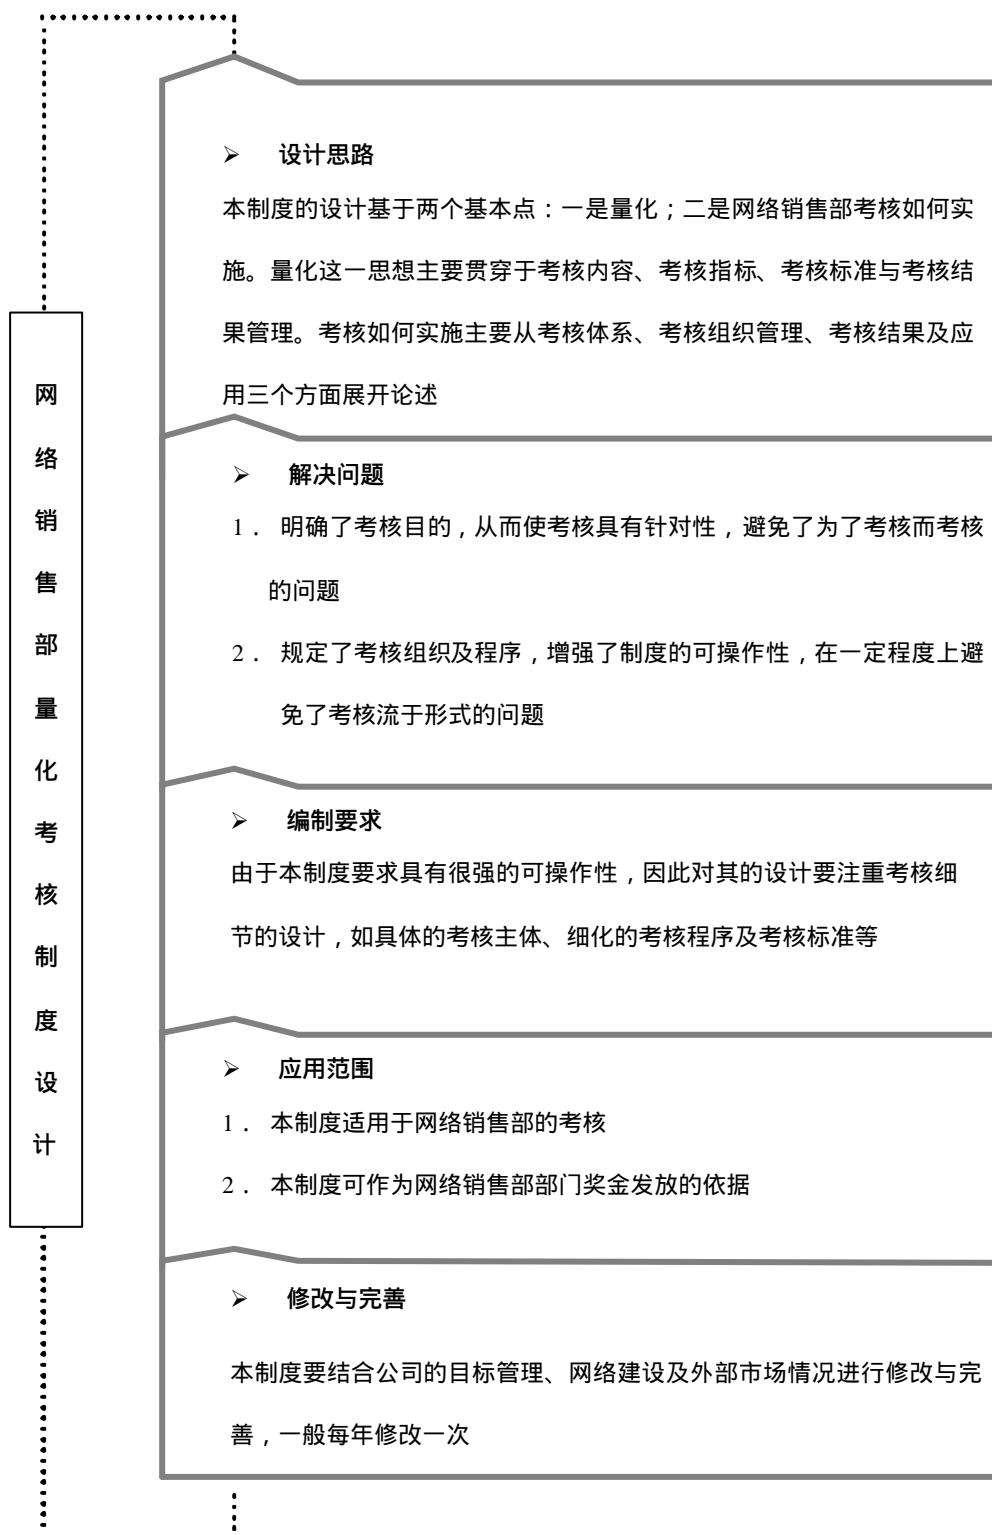 网络销售部量化考核制度设计
➢ 设计思路
本制度的设计基于两个基本点：一是量化；二是网络销售部考核如何实
施。量化这一思想主要贯穿于考核内容、考核指标、考核标准与考核结
果管理。考核如何实施主要从考核体系、考核组织管理、考核结果及应
用三个方面展开论述
➢ 解决问题
1． 明确了考核目的，从而使考核具有针对性，避免了为了考核而考核
的问题
2． 规定了考核组织及程序，增强了制度的可操作性，在一定程度上避
免了考核流于形式的问题
➢ 编制要求
由于本制度要求具有很强的可操作性，因此对其的设计要注重考核细
节的设计，如具体的考核主体、细化的考核程序及考核标准等
➢ 应用范围
1． 本制度适用于网络销售部的考核
2． 本制度可作为网络销售部部门奖金发放的依据
➢ 修改与完善
本制度要结合公司的目标管理、网络建设及外部市场情况进行修改与完
善，一般每年修改一次